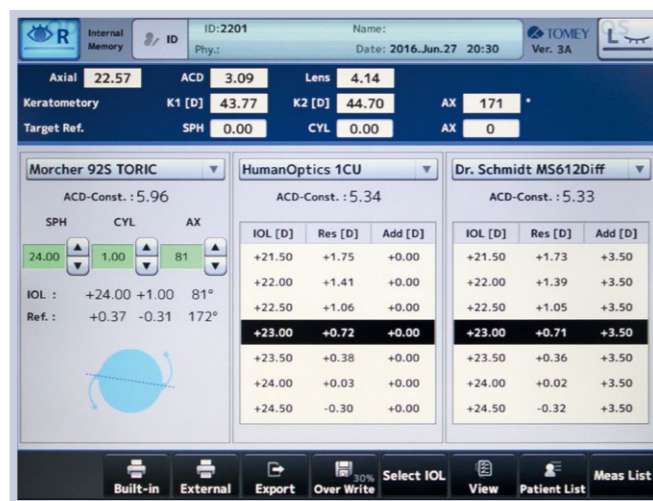 R Internal Memory ID ID:2201 Name: TOMEY L
Phy.: Date: 2016.Jun.27 20:30 Ver. 3A
Axial 22.57 ACD 3.09 Lens 4.14
Keratometory K1 [D] 43.77 K2 [D] 44.70 AX 171 °
Target Ref. SPH 0.00 CYL 0.00 AX 0
Morcher 92S TORIC ▼ HumanOptics 1CU ▼ Dr. Schmidt MS612Diff ▼
ACD-Const. : 5.96 ACD-Const. : 5.34 ACD-Const. : 5.33
SPH CYL AX
24.00 1.00 81
IOL : +24.00 +1.00 81°
Ref. : +0.37 -0.31 172°
IOL [D] Res [D] Add [D]
+21.50 +1.75 +0.00
+22.00 +1.41 +0.00
+22.50 +1.06 +0.00
+23.00 +0.72 +0.00
+23.50 +0.38 +0.00
+24.00 +0.03 +0.00
+24.50 -0.30 +0.00
IOL [D] Res [D] Add [D]
+21.50 +1.73 +3.50
+22.00 +1.39 +3.50
+22.50 +1.05 +3.50
+23.00 +0.71 +3.50
+23.50 +0.36 +3.50
+24.00 +0.02 +3.50
+24.50 -0.32 +3.50
Built-in External Export 30% Over Write Select IOL View Patient List Meas List